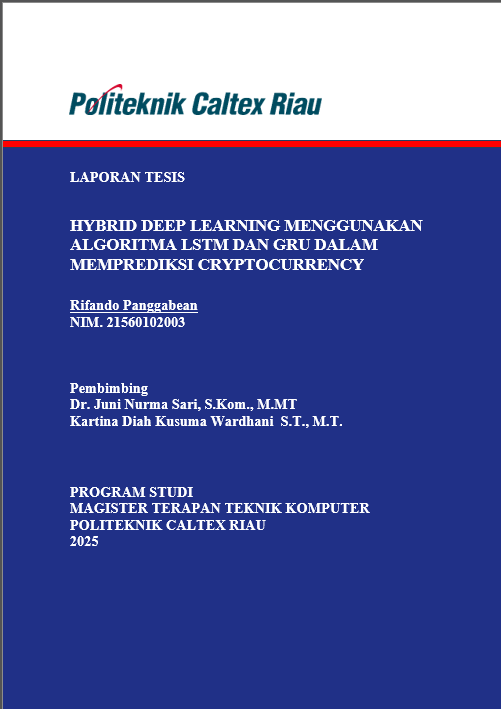 Politeknik Caltex Riau
LAPORAN TESIS
HYBRID DEEP LEARNING MENGGUNAKAN
ALGORITMA LSTM DAN GRU DALAM
MEMPREDIKSI CRYPTOCURRENCY
Rifando Panggabean
NIM. 21560102003
Pembimbing
Dr. Juni Nurma Sari, S.Kom., M.MT
Kartina Diah Kusuma Wardhani  S.T., M.T.
PROGRAM STUDI
MAGISTER TERAPAN TEKNIK KOMPUTER
POLITEKNIK CALTEX RIAU
2025